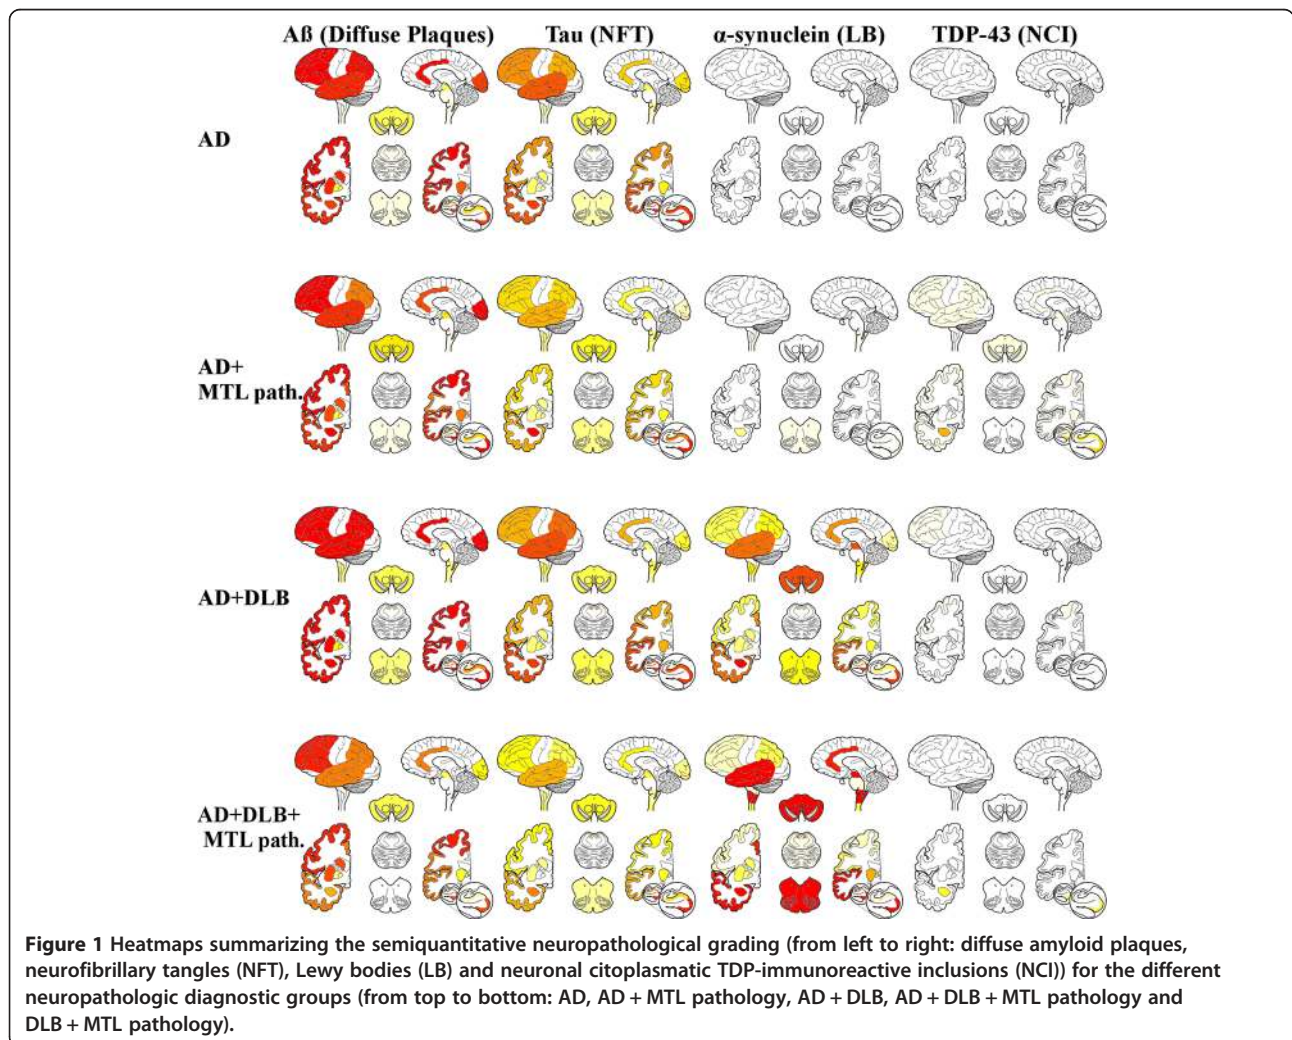 Aß (Diffuse Plaques) Tau (NFT) α-synuclein (LB) TDP-43 (NCI)
AD
AD+
MTL path.
AD+DLB
AD+DLB+
MTL path.
Figure 1 Heatmaps summarizing the semiquantitative neuropathological grading (from left to right: diffuse amyloid plaques,
neurofibrillary tangles (NFT), Lewy bodies (LB) and neuronal citoplasmatic TDP-immunoreactive inclusions (NCI)) for the different
neuropathologic diagnostic groups (from top to bottom: AD, AD + MTL pathology, AD + DLB, AD + DLB + MTL pathology and
DLB + MTL pathology).